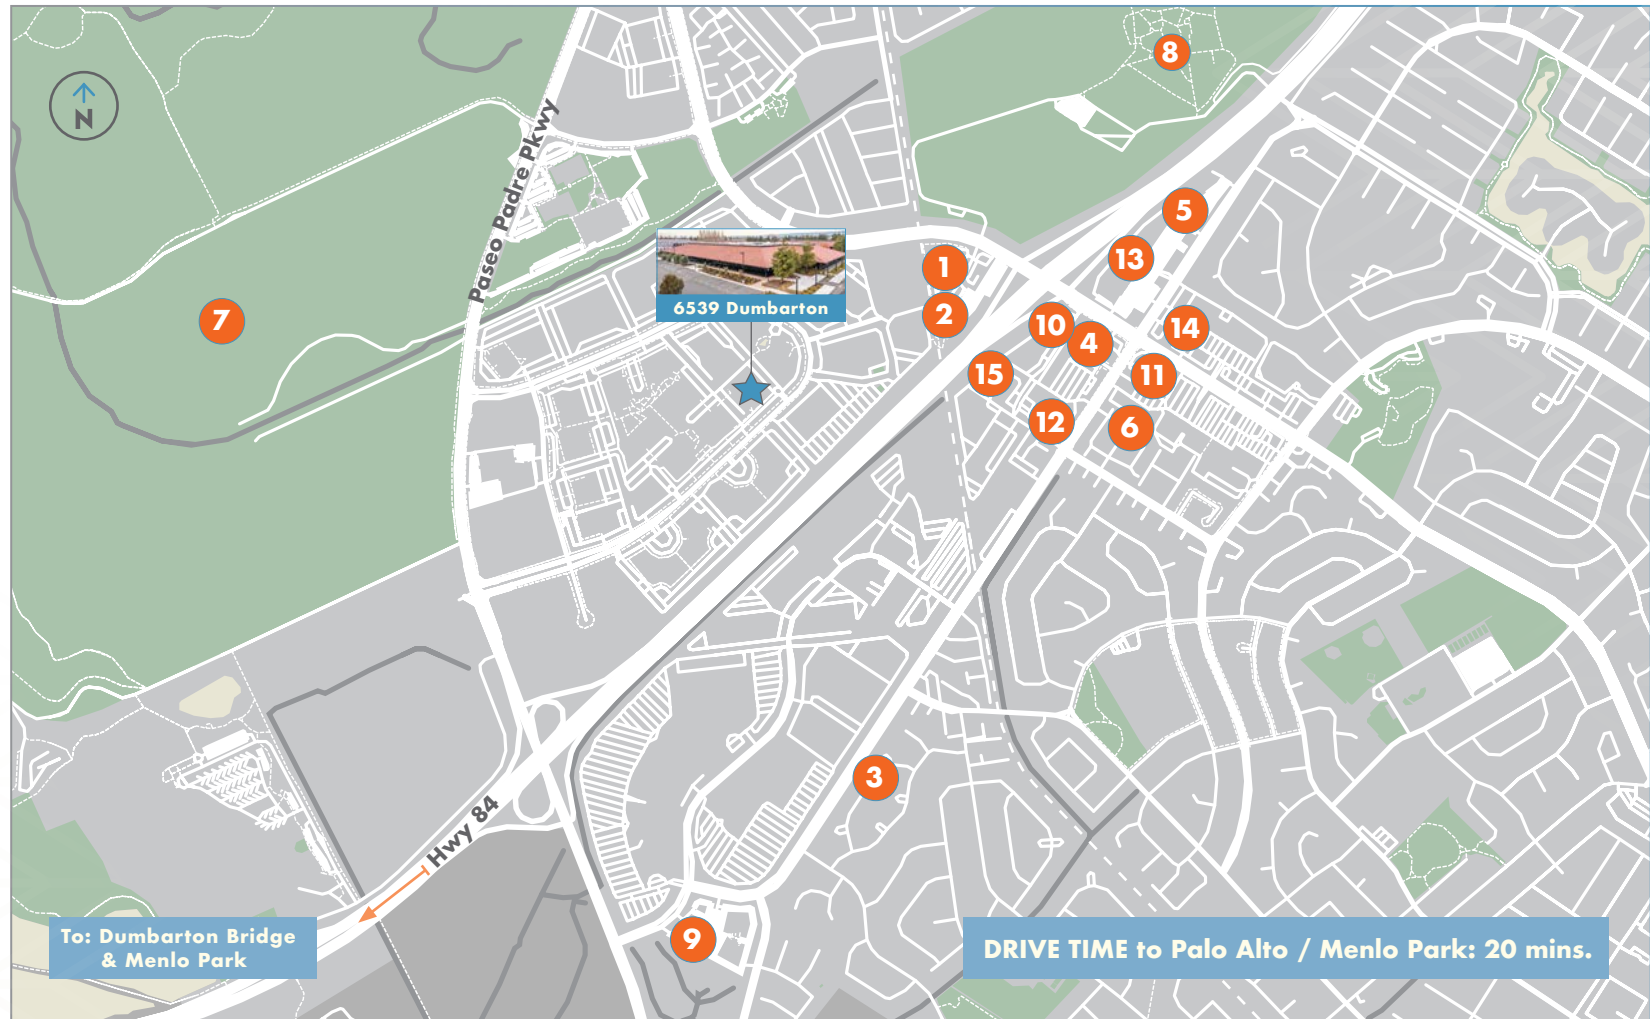 8
N
Paseo Padre Pkwy
5
13
1
6539 Dumbarton
2
7
10
14
4
15
11
12
6
3
Hwy 84
9
To: Dumbarton Bridge
& Menlo Park
DRIVE TIME to Palo Alto / Menlo Park: 20 mins.